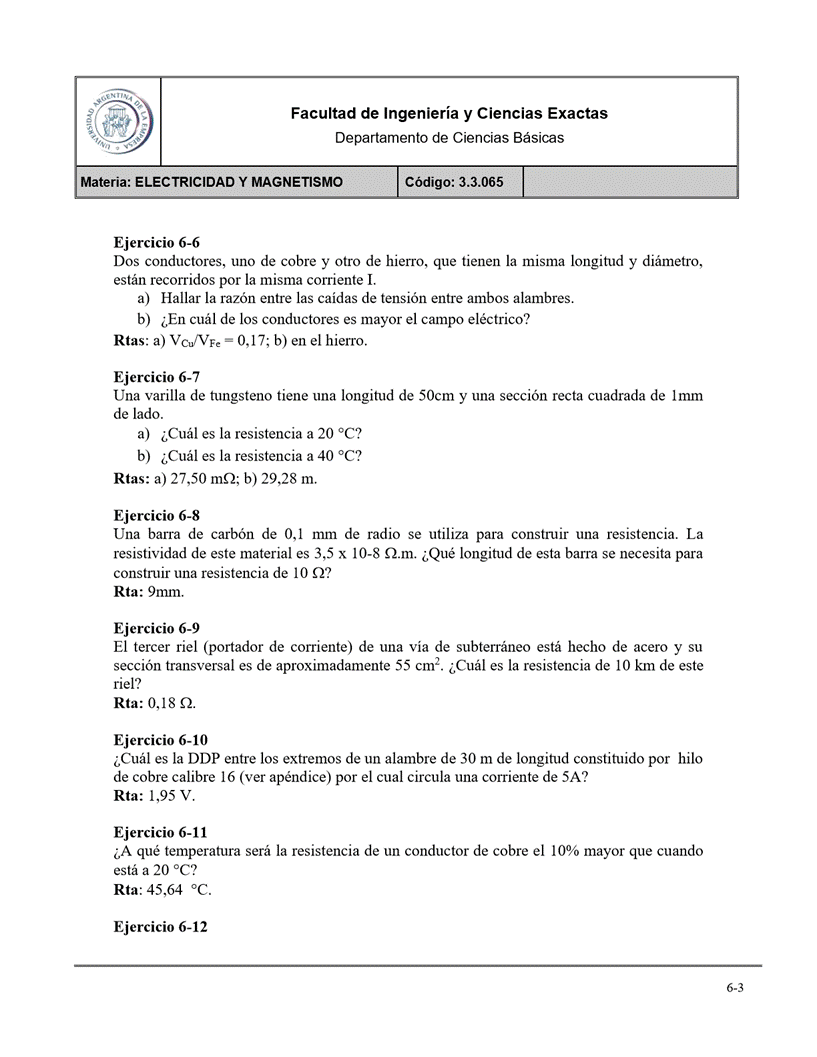 UNIVERSIDAD ARGENTINA DE LA EMPRESA
Facultad de Ingeniería y Ciencias Exactas
Departamento de Ciencias Básicas
Materia: ELECTRICIDAD Y MAGNETISMO Código: 3.3.065
Ejercicio 6-6
Dos conductores, uno de cobre y otro de hierro, que tienen la misma longitud y diámetro,
están recorridos por la misma corriente I.
a) Hallar la razón entre las caídas de tensión entre ambos alambres.
b) ¿En cuál de los conductores es mayor el campo eléctrico?
Rtas: a) VCu/VFe = 0,17; b) en el hierro.
Ejercicio 6-7
Una varilla de tungsteno tiene una longitud de 50cm y una sección recta cuadrada de 1mm
de lado.
a) ¿Cuál es la resistencia a 20 °C?
b) ¿Cuál es la resistencia a 40 °C?
Rtas: a) 27,50 mΩ; b) 29,28 m.
Ejercicio 6-8
Una barra de carbón de 0,1 mm de radio se utiliza para construir una resistencia. La
resistividad de este material es 3,5 x 10-8 Ω.m. ¿Qué longitud de esta barra se necesita para
construir una resistencia de 10 Ω?
Rta: 9mm.
Ejercicio 6-9
El tercer riel (portador de corriente) de una vía de subterráneo está hecho de acero y su
sección transversal es de aproximadamente 55 cm². ¿Cuál es la resistencia de 10 km de este
riel?
Rta: 0,18 Ω.
Ejercicio 6-10
¿Cuál es la DDP entre los extremos de un alambre de 30 m de longitud constituido por hilo
de cobre calibre 16 (ver apéndice) por el cual circula una corriente de 5A?
Rta: 1,95 V.
Ejercicio 6-11
¿A qué temperatura será la resistencia de un conductor de cobre el 10% mayor que cuando
está a 20 °C?
Rta: 45,64 °C.
Ejercicio 6-12
6-3